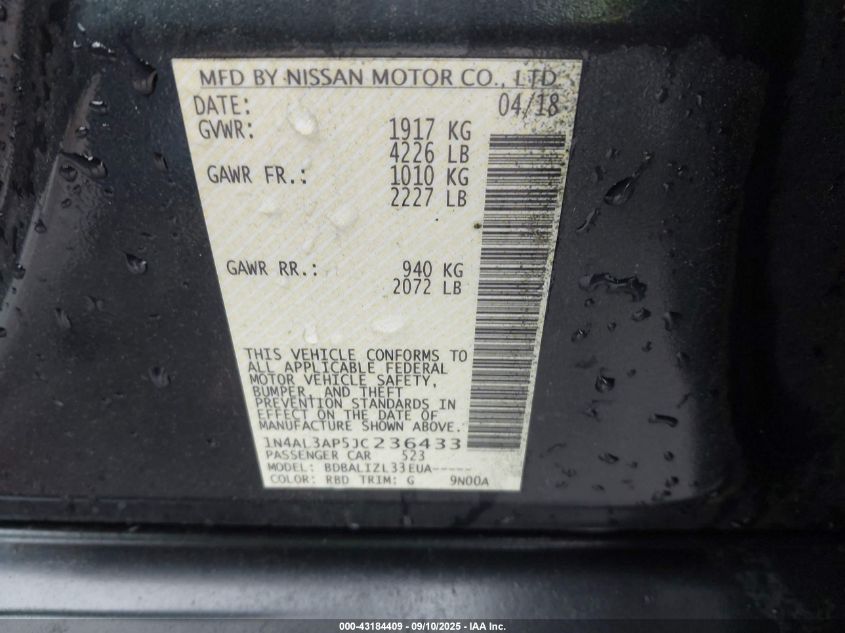 MFD BY NISSAN MOTOR CO., LTD
DATE: 04/18
GVWR: 1917 KG
4226 LB
GAWR FR.: 1010 KG
2227 LB
GAWR RR.: 940 KG
2072 LB
THIS VEHICLE CONFORMS TO
ALL APPLICABLE FEDERAL
MOTOR VEHICLE SAFETY,
BUMPER, AND THEFT
PREVENTION STANDARDS IN
EFFECT ON THE DATE OF
MANUFACTURE SHOWN ABOVE.
1N4AL3AP5JC236433
PASSENGER CAR 523
MODEL: BDBALIZL33EUA-----
COLOR: RBD TRIM: G 9N00A
000-43184409 - 09/10/2025 - IAA Inc.